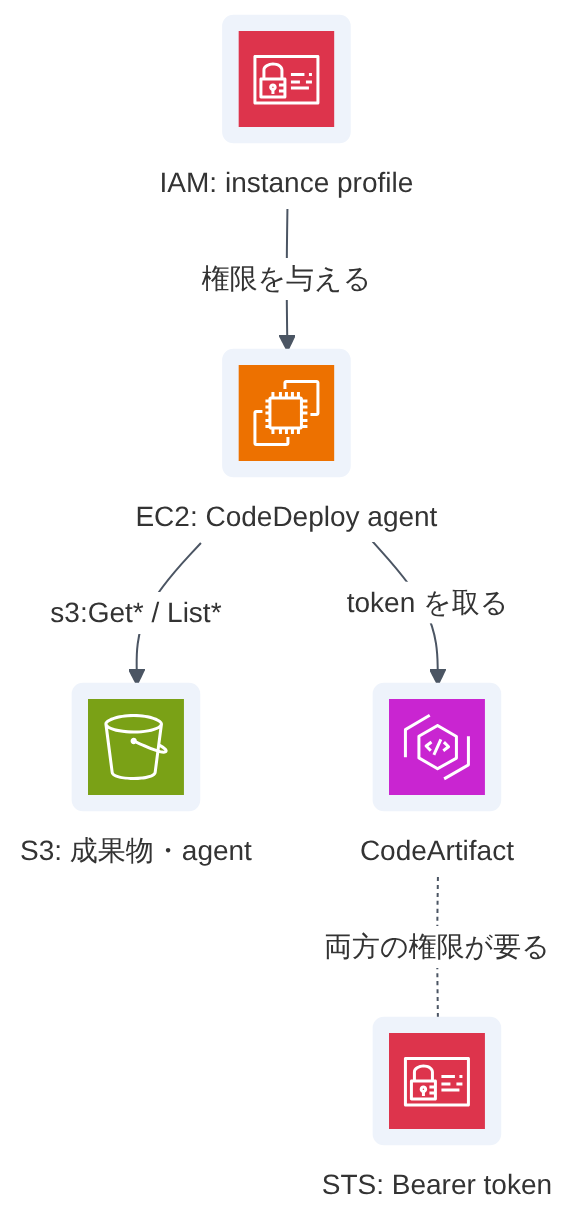 IAM: instance profile
権限を与える
EC2: CodeDeploy agent
s3:Get* / List*
token を取る
S3: 成果物・agent
CodeArtifact
両方の権限が要る
STS: Bearer token